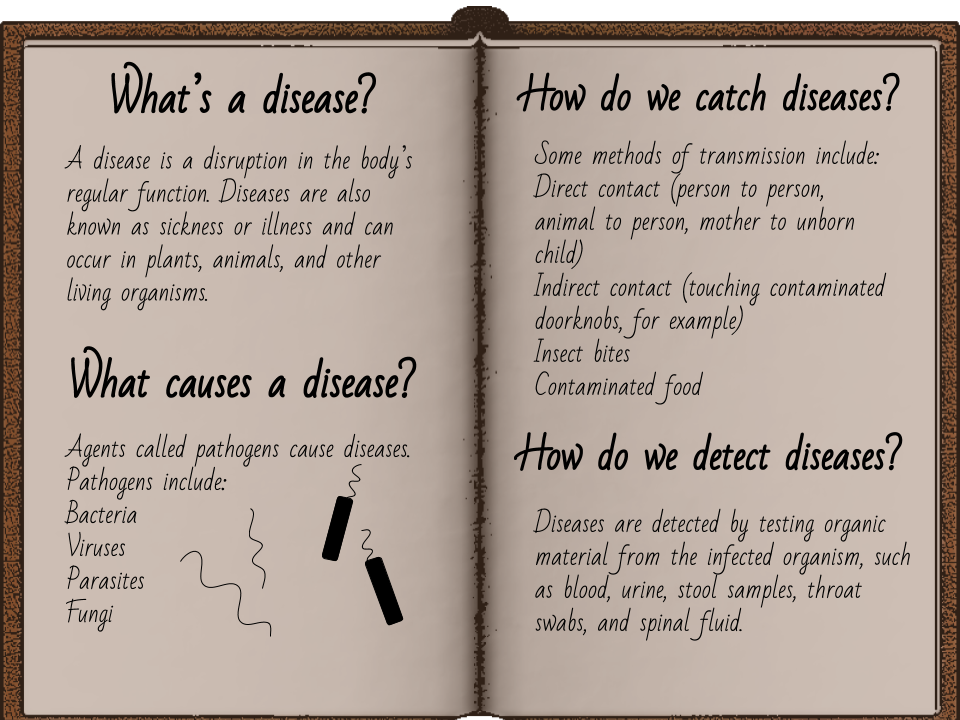 What's a disease?
A disease is a disruption in the body's
regular function. Diseases are also
known as sickness or illness and can
occur in plants, animals, and other
living organisms.
What causes a disease?
Agents called pathogens cause diseases.
Pathogens include:
Bacteria
Viruses
Parasites
Fungi
How do we catch diseases?
Some methods of transmission include:
Direct contact (person to person,
animal to person, mother to unborn
child)
Indirect contact (touching contaminated
doorknobs, for example)
Insect bites
Contaminated food
How do we detect diseases?
Diseases are detected by testing organic
material from the infected organism, such
as blood, urine, stool samples, throat
swabs, and spinal fluid.